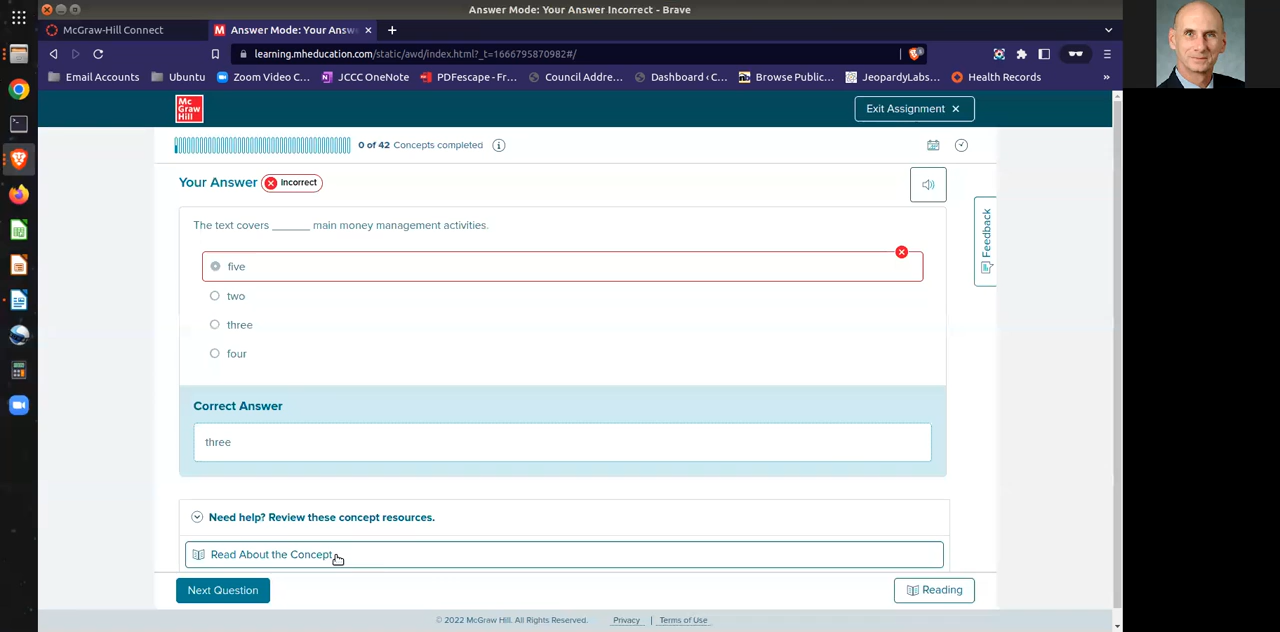 Answer Mode: Your Answer Incorrect - Brave
McGraw-Hill Connect
M Answer Mode: Your Answ
learning.mheducation.com/static/awd/index.html?_t=1666795870982#/
Email Accounts
Ubuntu
Zoom Video C...
JCCC OneNote
PDFescape - Fr...
Council Addre...
Dashboard ‹ C...
Browse Public...
JeopardyLabs...
Health Records
»
Mc
Graw
Hill
Exit Assignment ×
0 of 42 Concepts completed
Your Answer
Incorrect
The text covers ______ main money management activities.
five
two
three
four
Correct Answer
three
Need help? Review these concept resources.
Read About the Concept
Next Question
Reading
Feedback
© 2022 McGraw Hill. All Rights Reserved.
Privacy | Terms of Use